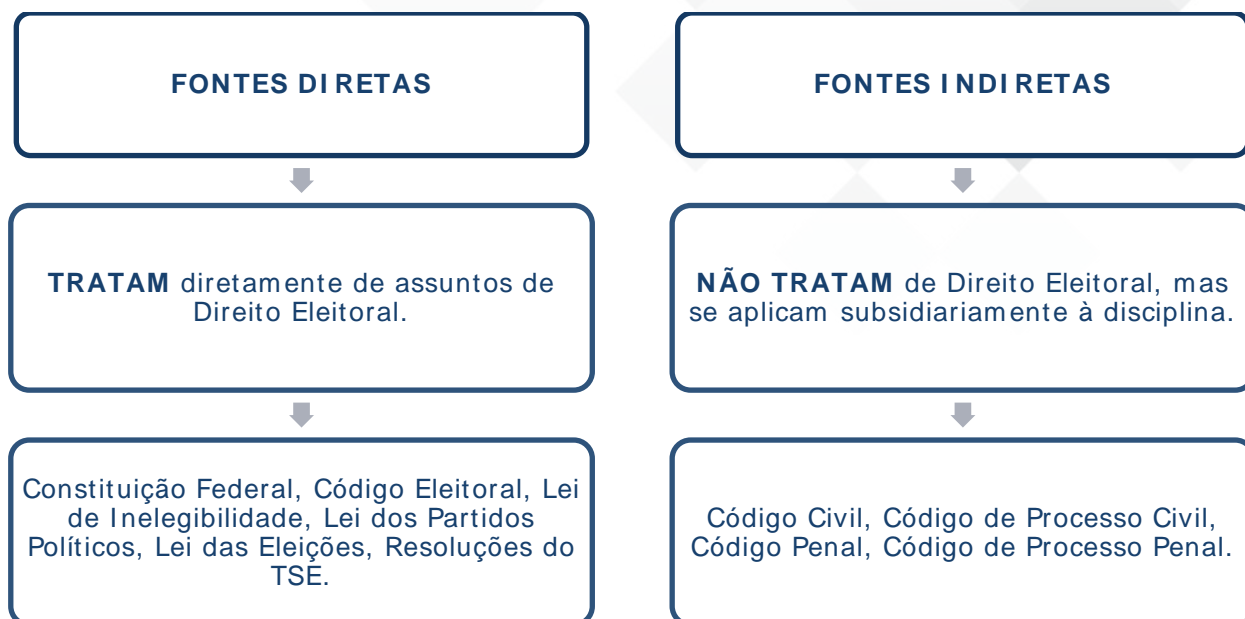 FONTES DIRETAS
TRATAM diretamente de assuntos de
Direito Eleitoral.
Constituição Federal, Código Eleitoral, Lei
de Inelegibilidade, Lei dos Partidos
Políticos, Lei das Eleições, Resoluções do
TSE.
FONTES INDIRETAS
NÃO TRATAM de Direito Eleitoral, mas
se aplicam subsidiariamente à disciplina.
Código Civil, Código de Processo Civil,
Código Penal, Código de Processo Penal.